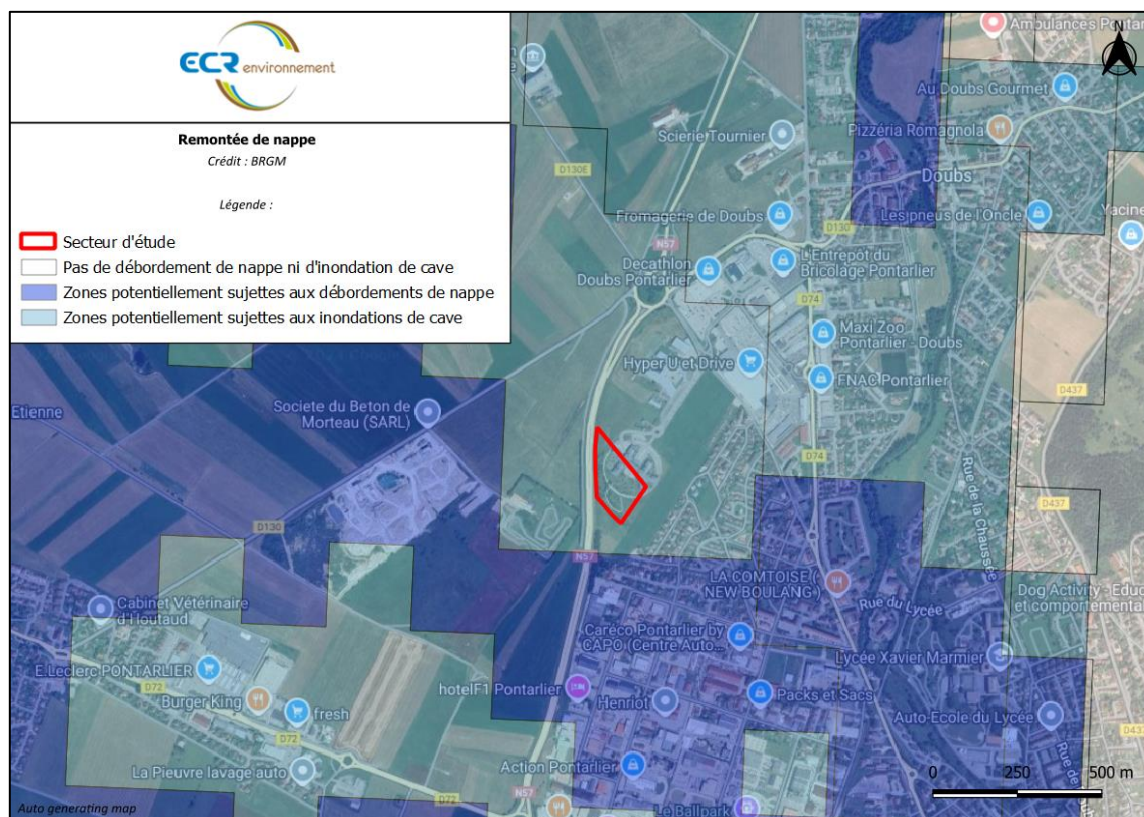 ECR environnement
Remontée de nappe
Crédit : BRGM
Légende :
Secteur d'étude
Pas de débordement de nappe ni d'inondation de cave
Zones potentiellement sujettes aux débordements de nappe
Zones potentiellement sujettes aux inondations de cave
N
Ambulances
Au Doubs Gourmet
Scierie Tournier
Pizzéria Romagnola
D130E
Doubs
Fromagerie de Doubs
Les pneus de l'Oncle
Yacine
N57
D130
Decathlon
Doubs Pontarlier
L'Entrepôt du
Bricolage Pontarlier
D74
Maxi Zoo
Pontarlier - Doubs
Hyper U et Drive
FNAC Pontarlier
D437
Etienne
Societe du Beton de
Morteau (SARL)
D74
Rue de la Chaussée
D437
D130
N57
LA COMTOISE (
NEW BOULANG )
Rue du Lycée
Dog Activity - Educ
et comportementa
Cabinet Vétérinaire
d'Houtaud
Caréco Pontarlier by
CAPO (Centre Auto...
Lycée Xavier Marmier
E.Leclerc PONTARLIER
D72
Burger King
fresh
hotelF1 Pontarlier
Henriot
Packs et Sacs
Auto-Ecole du Lycée
D72
La Pieuvre lavage auto
Action Pontarlier
D72
N57
Le Ballpark
0 250 500 m
Auto generating map